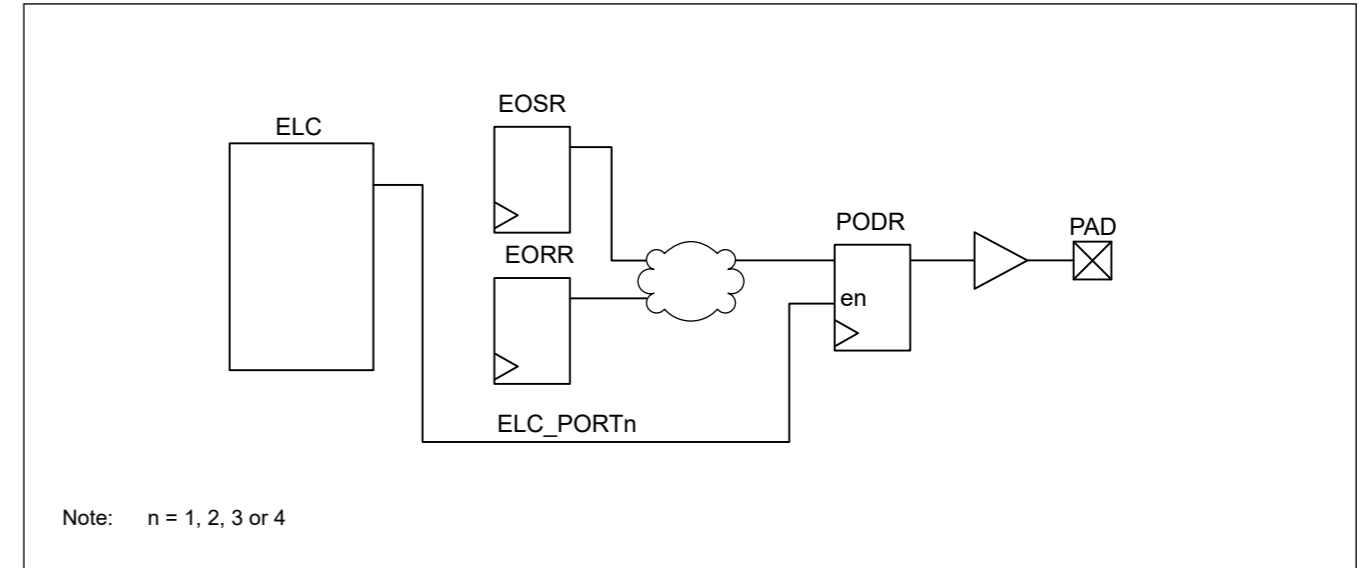 EOSR
ELC
PODR
PAD
EORR
en
ELC_PORTn
Note: n = 1, 2, 3 or 4